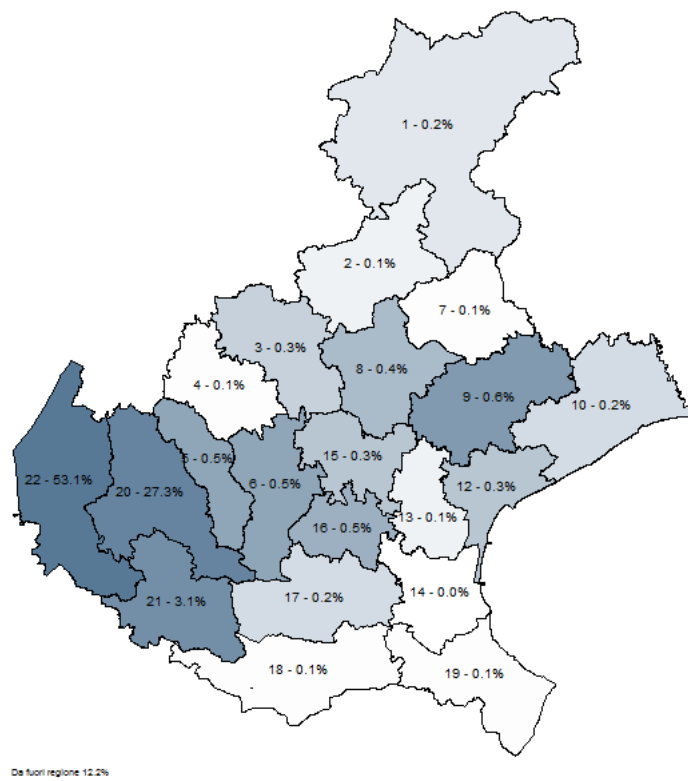 1 - 0.2%
2 - 0.1%
7 - 0.1%
3 - 0.3%
8 - 0.4%
4 - 0.1%
9 - 0.6%
10 - 0.2%
5 - 0.5%
15 - 0.3%
22 - 53.1%
20 - 27.3%
6 - 0.5%
12 - 0.3%
16 - 0.5%
13 - 0.1%
21 - 3.1%
17 - 0.2%
14 - 0.0%
18 - 0.1%
19 - 0.1%
Da fuori regione 12.2%